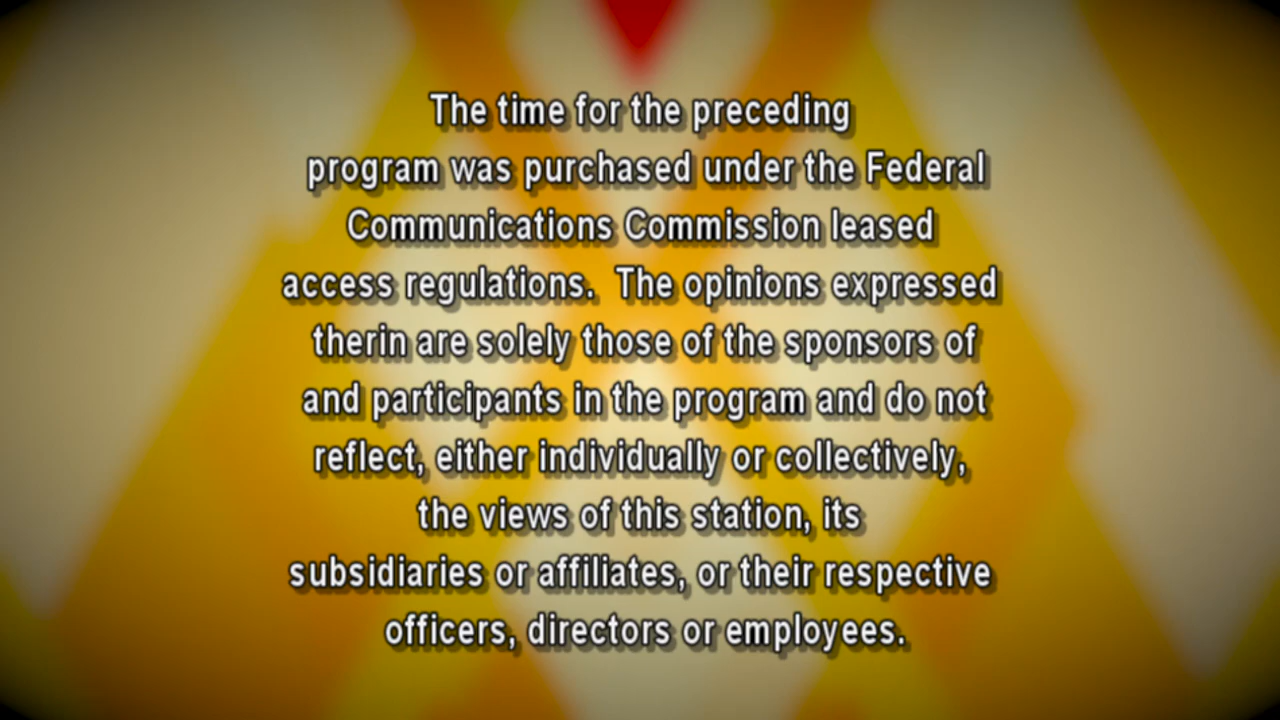 The time for the preceding
program was purchased under the Federal
Communications Commission leased
access regulations.  The opinions expressed
therin are solely those of the sponsors of
and participants in the program and do not
reflect, either individually or collectively,
the views of this station, its
subsidiaries or affiliates, or their respective
officers, directors or employees.